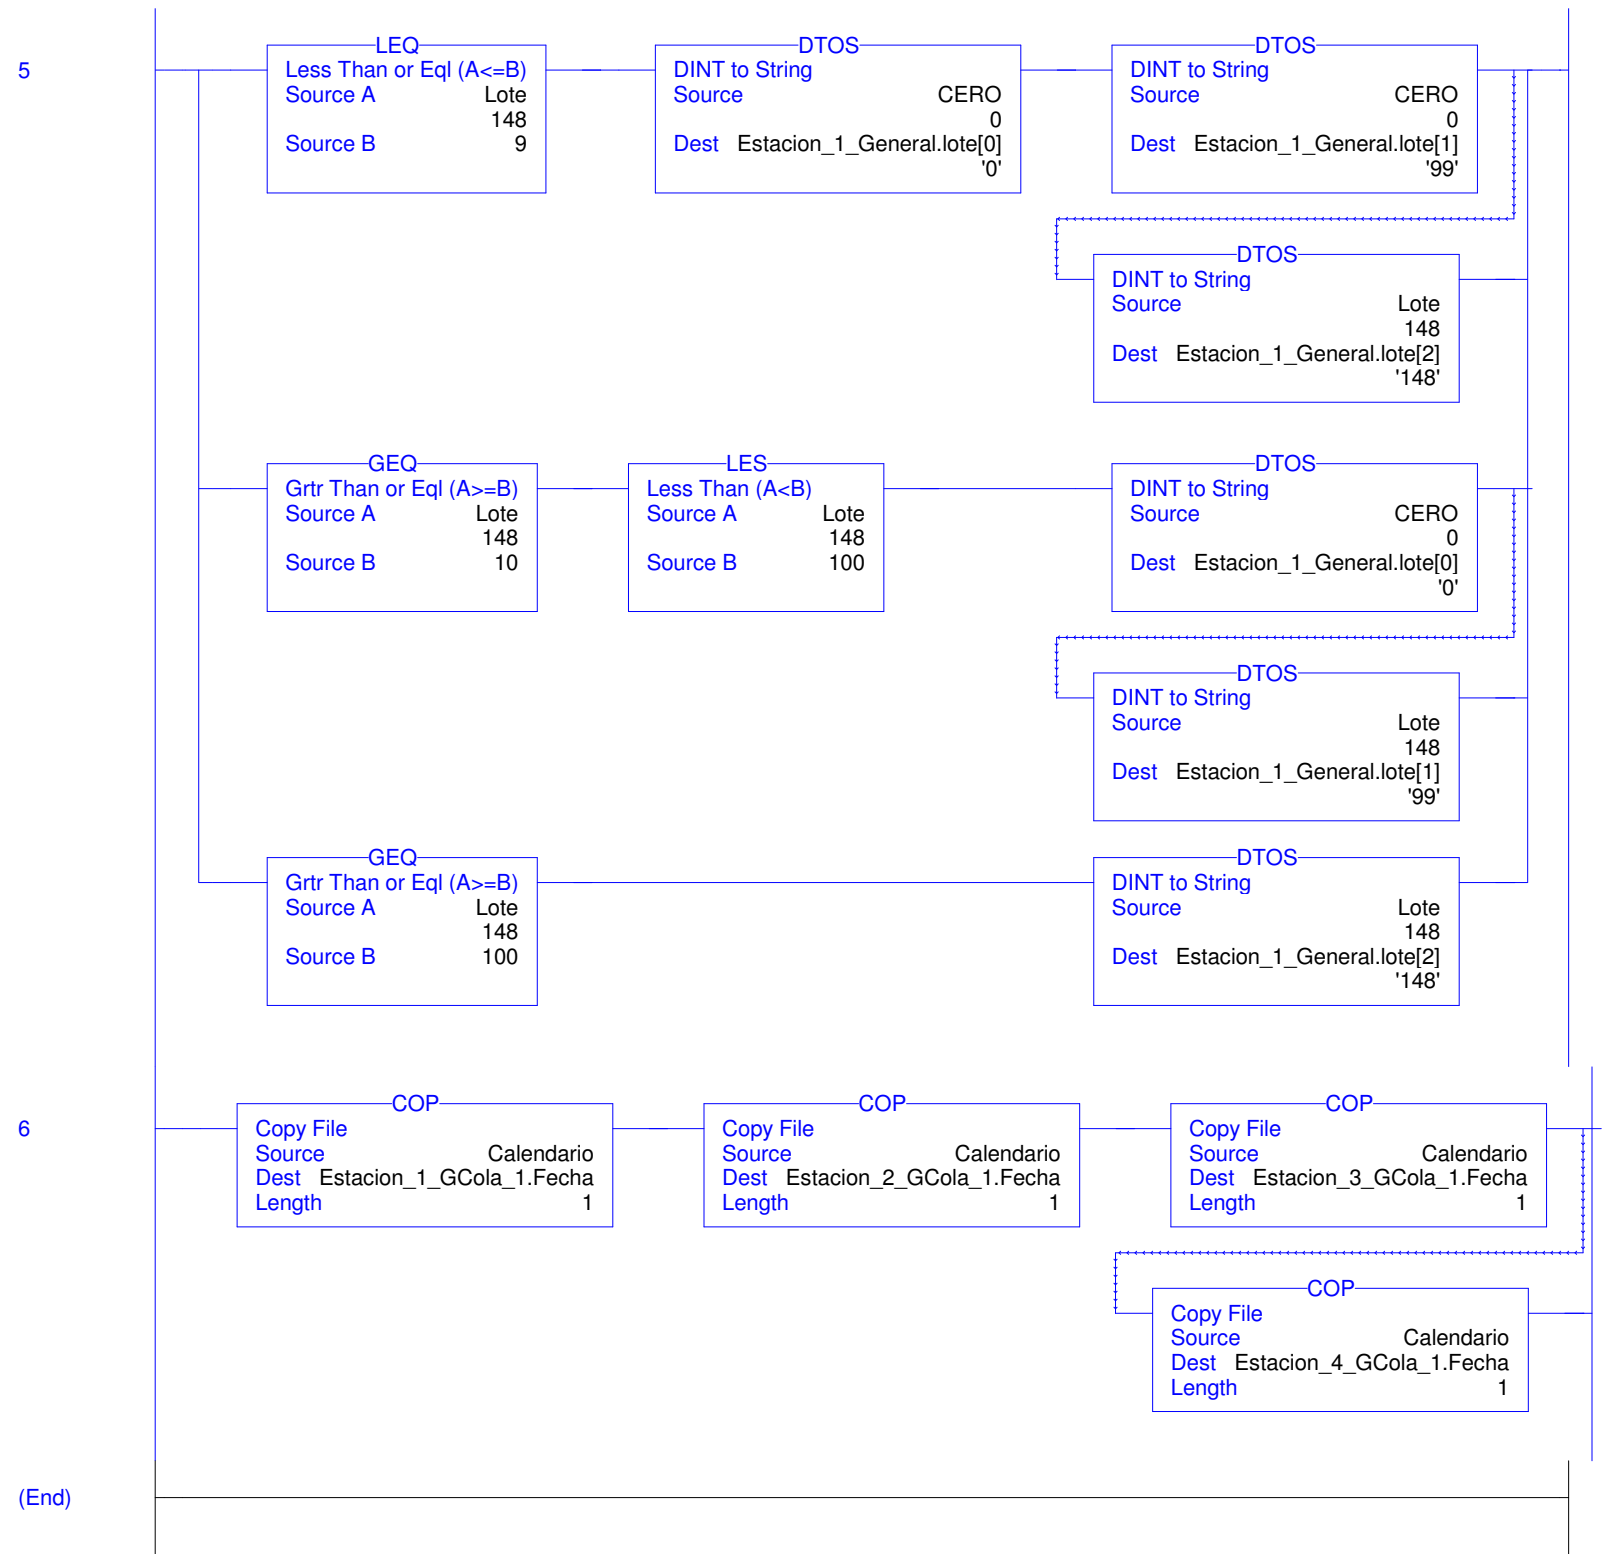 5
LEQ
Less Than or Eql (A<=B)
Source A Lote
148
Source B 9
DTOS
DINT to String
Source CERO
0
Dest Estacion_1_General.lote[0]
'0'
DTOS
DINT to String
Source CERO
0
Dest Estacion_1_General.lote[1]
'99'
DTOS
DINT to String
Source Lote
148
Dest Estacion_1_General.lote[2]
'148'
GEQ
Grtr Than or Eql (A>=B)
Source A Lote
148
Source B 10
LES
Less Than (A<B)
Source A Lote
148
Source B 100
DTOS
DINT to String
Source CERO
0
Dest Estacion_1_General.lote[0]
'0'
DTOS
DINT to String
Source Lote
148
Dest Estacion_1_General.lote[1]
'99'
GEQ
Grtr Than or Eql (A>=B)
Source A Lote
148
Source B 100
DTOS
DINT to String
Source Lote
148
Dest Estacion_1_General.lote[2]
'148'
6
COP
Copy File
Source Calendario
Dest Estacion_1_GCola_1.Fecha
Length 1
COP
Copy File
Source Calendario
Dest Estacion_2_GCola_1.Fecha
Length 1
COP
Copy File
Source Calendario
Dest Estacion_3_GCola_1.Fecha
Length 1
COP
Copy File
Source Calendario
Dest Estacion_4_GCola_1.Fecha
Length 1
(End)